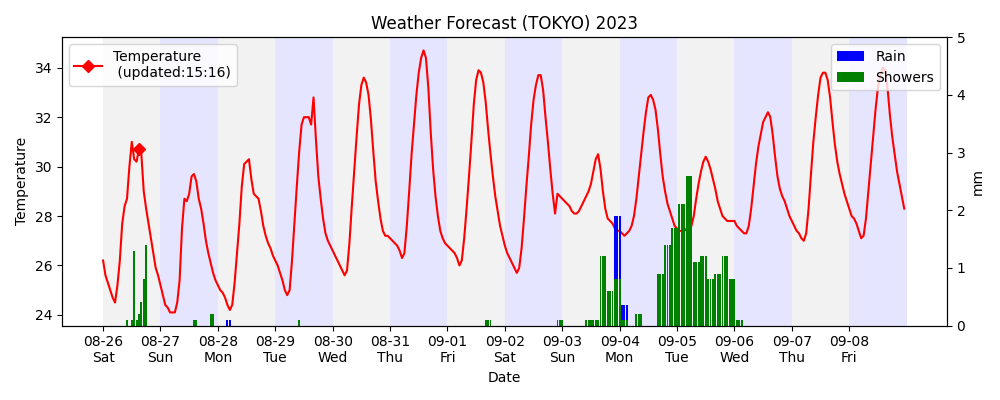 Weather Forecast (TOKYO) 2023
Temperature
(updated:15:16)
Rain
Showers
34
32
30
28
26
24
Temperature
5
4
3
2
1
0
mm
08-26 08-27 08-28 08-29 08-30 08-31 09-01 09-02 09-03 09-04 09-05 09-06 09-07 09-08
Sat Sun Mon Tue Wed Thu Fri Sat Sun Mon Tue Wed Thu Fri
Date